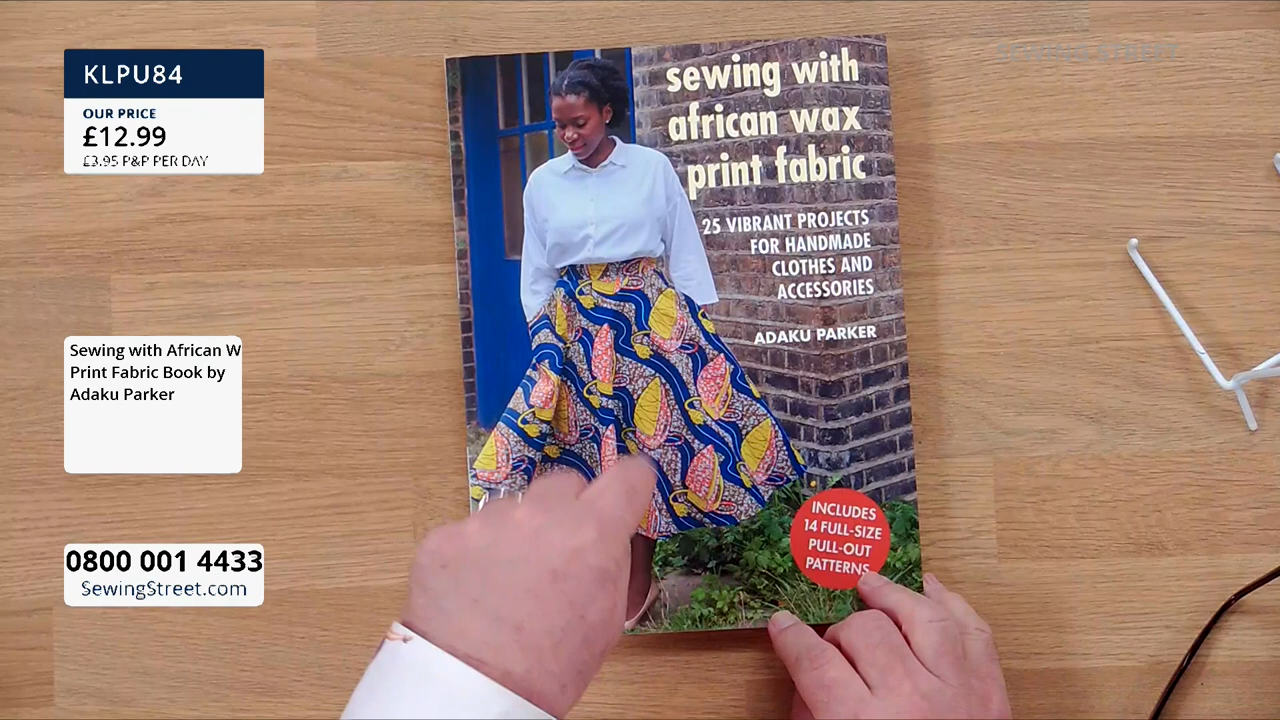 KLPU84
OUR PRICE
£12.99
£3.95 P&P PER DAY
Sewing with African W
Print Fabric Book by
Adaku Parker
0800 001 4433
SewingStreet.com
SEWING STREET
sewing with
african wax
print fabric
25 VIBRANT PROJECTS
FOR HANDMADE
CLOTHES AND
ACCESSORIES
ADAKU PARKER
INCLUDES
14 FULL-SIZE
PULL-OUT
PATTERNS